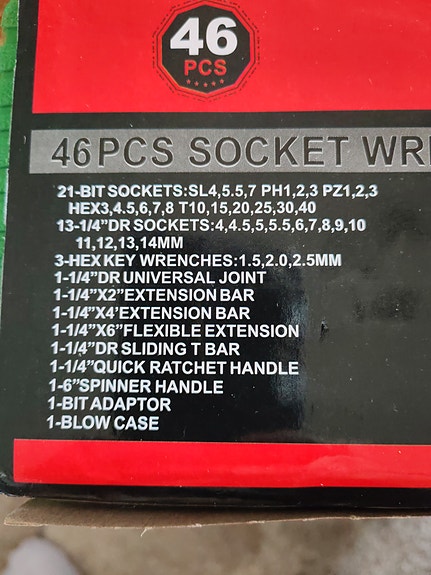 46
PCS
46PCS SOCKET WR
21-BIT SOCKETS:SL4,5.5,7 PH1,2,3 PZ1,2,3
HEX3,4,5,6,7,8 T10,15,20,25,30,40
13-1/4"DR SOCKETS:4,4.5,5,5.5,6,7,8,9,10
11,12,13,14MM
3-HEX KEY WRENCHES:1.5,2.0,2.5MM
1-1/4"DR UNIVERSAL JOINT
1-1/4"X2"EXTENSION BAR
1-1/4"X4'EXTENSION BAR
1-1/4"X6"FLEXIBLE EXTENSION
1-1/4"DR SLIDING T BAR
1-1/4"QUICK RATCHET HANDLE
1-6"SPINNER HANDLE
1-BIT ADAPTOR
1-BLOW CASE